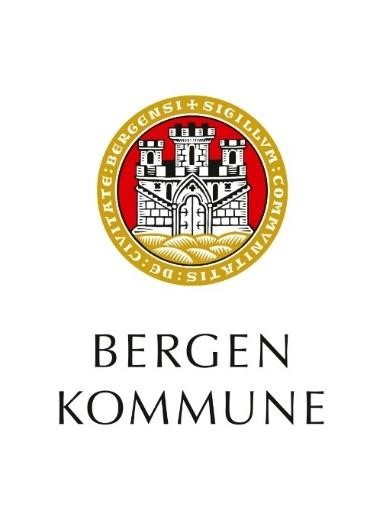 ✝ SIGILLVM : COMMVNITATIS : DE : CIVITATE : BERGENSI
BERGEN
KOMMUNE